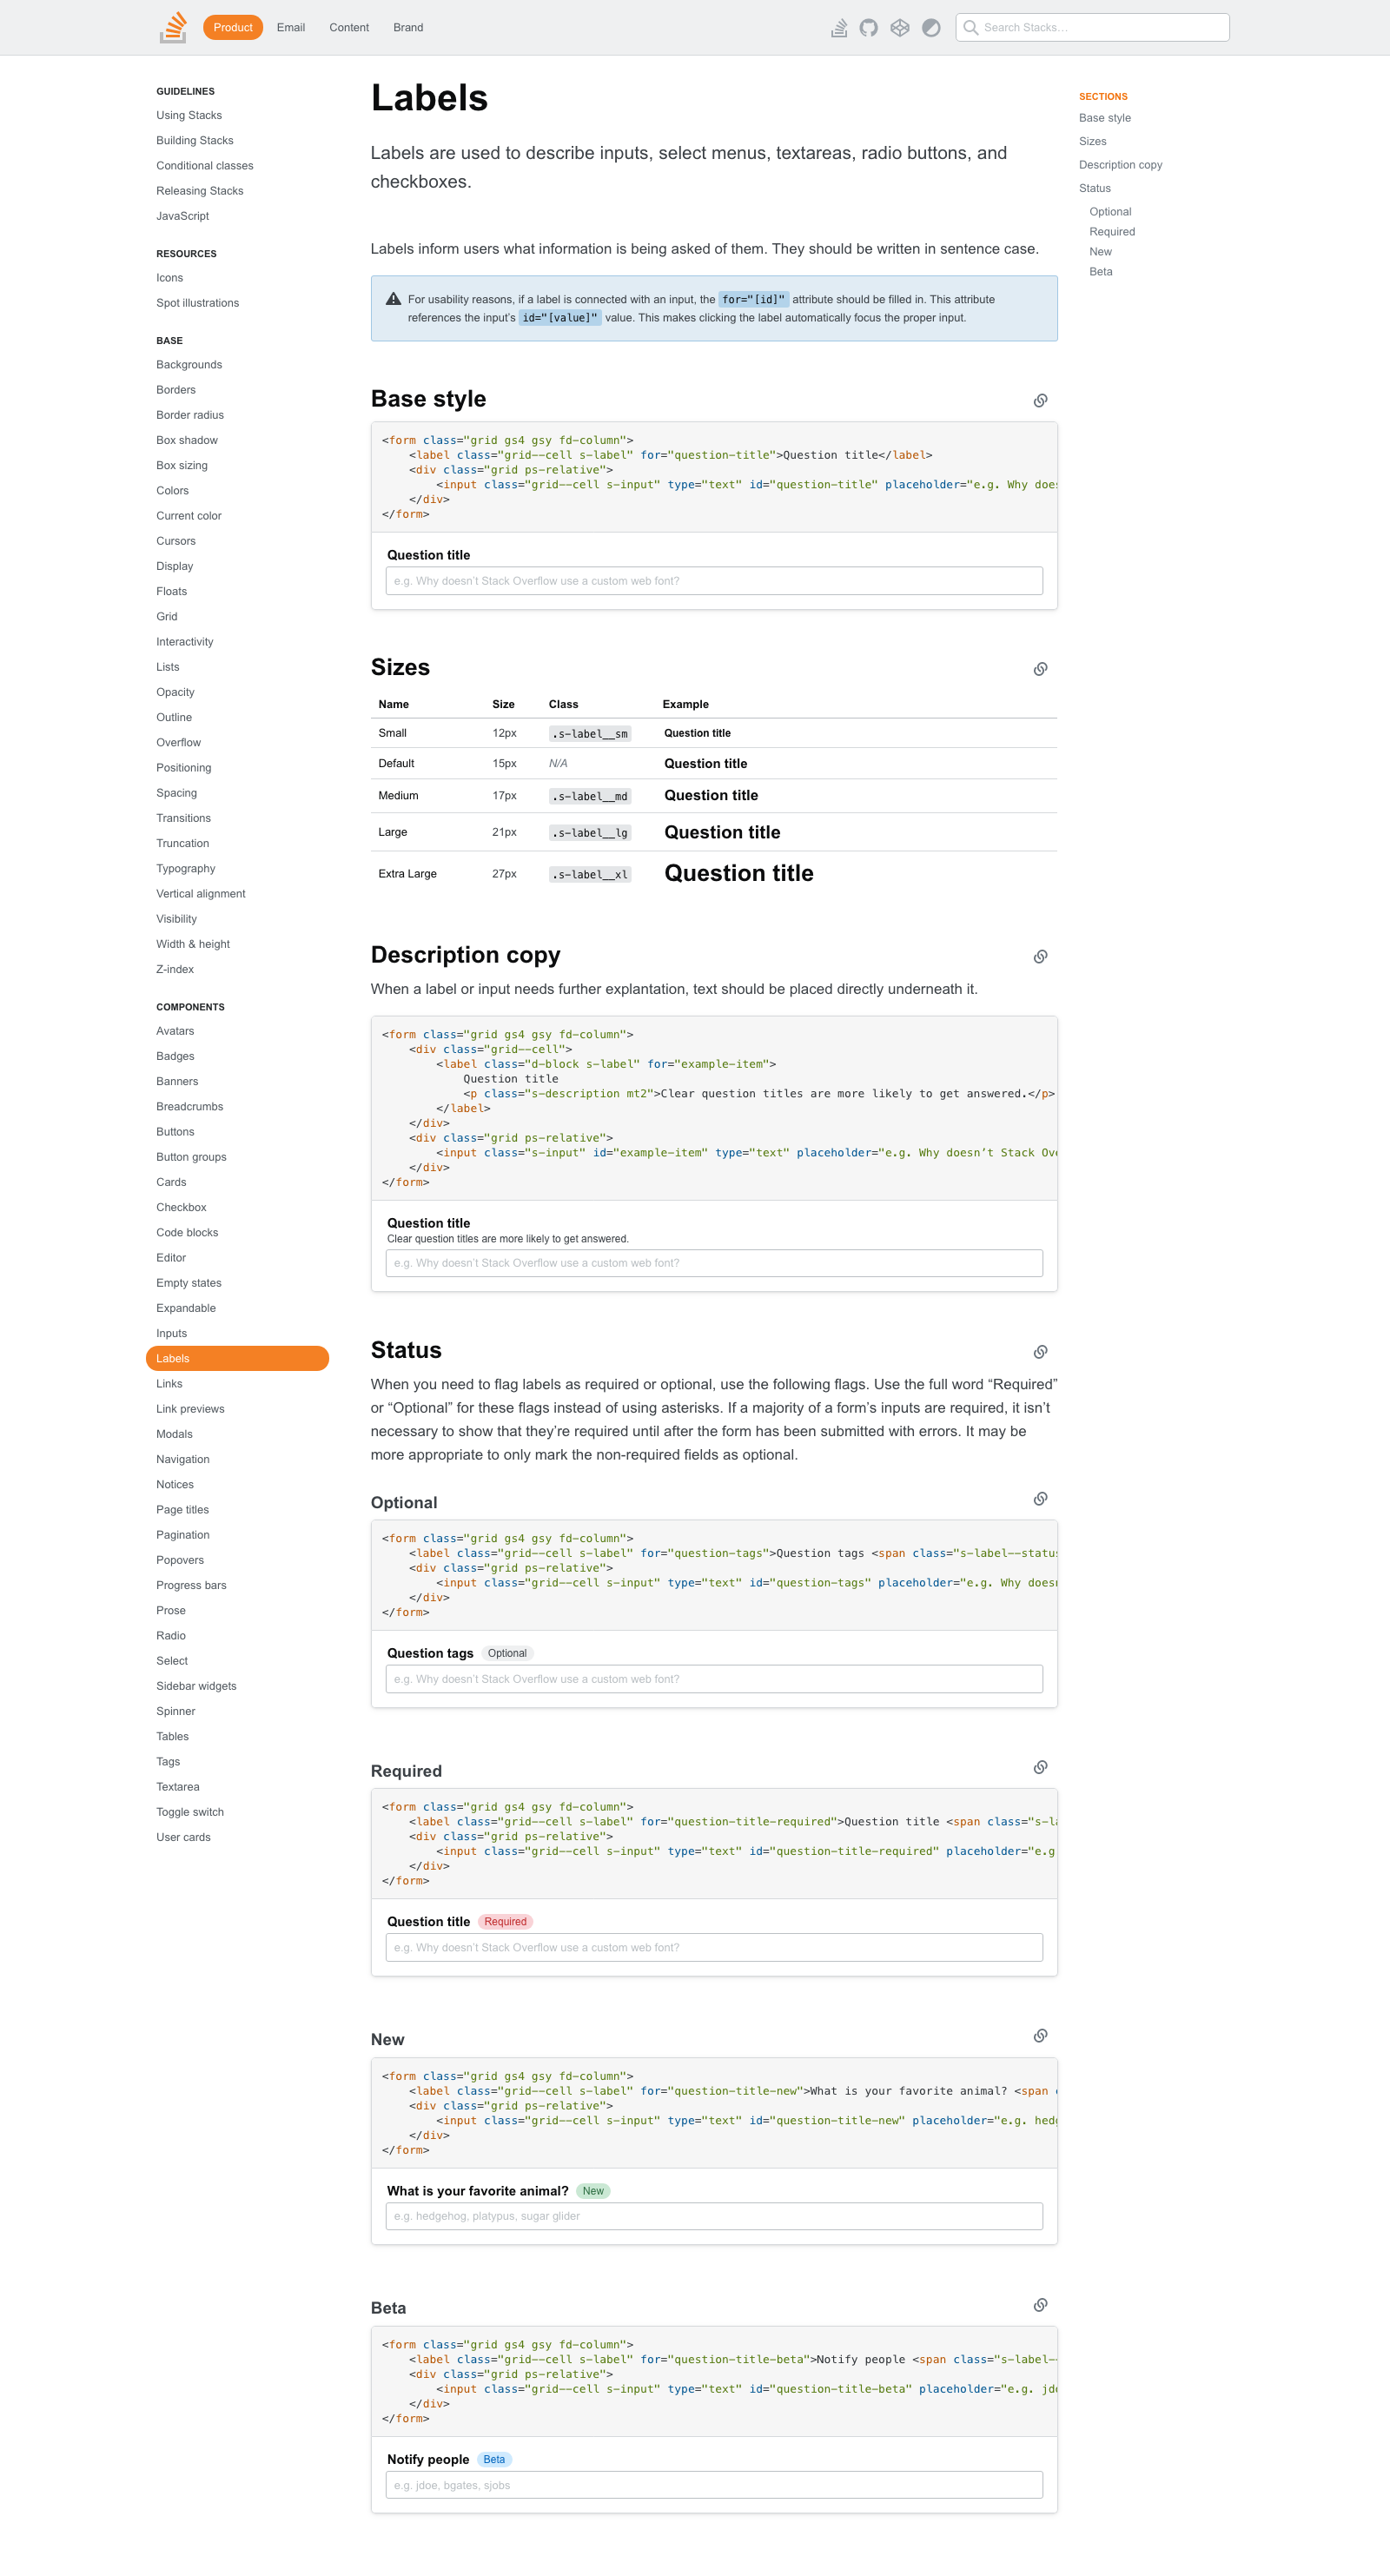 Product Email Content Brand Search Stacks…
GUIDELINES
Using Stacks
Building Stacks
Conditional classes
Releasing Stacks
JavaScript
RESOURCES
Icons
Spot illustrations
BASE
Backgrounds
Borders
Border radius
Box shadow
Box sizing
Colors
Current color
Cursors
Display
Floats
Grid
Interactivity
Lists
Opacity
Outline
Overflow
Positioning
Spacing
Transitions
Truncation
Typography
Vertical alignment
Visibility
Width & height
Z-index
COMPONENTS
Avatars
Badges
Banners
Breadcrumbs
Buttons
Button groups
Cards
Checkbox
Code blocks
Editor
Empty states
Expandable
Inputs
Labels
Links
Link previews
Modals
Navigation
Notices
Page titles
Pagination
Popovers
Progress bars
Prose
Radio
Select
Sidebar widgets
Spinner
Tables
Tags
Textarea
Toggle switch
User cards
Labels
Labels are used to describe inputs, select menus, textareas, radio buttons, and
checkboxes.
Labels inform users what information is being asked of them. They should be written in sentence case.
For usability reasons, if a label is connected with an input, the for="[id]" attribute should be filled in. This attribute
references the input’s id="[value]" value. This makes clicking the label automatically focus the proper input.
Base style
<form class="grid gs4 gsy fd-column">
<label class="grid--cell s-label" for="question-title">Question title</label>
<div class="grid ps-relative">
<input class="grid--cell s-input" type="text" id="question-title" placeholder="e.g. Why does
</div>
</form>
Question title
e.g. Why doesn’t Stack Overflow use a custom web font?
Sizes
Name Size Class Example
Small 12px .s-label__sm Question title
Default 15px N/A Question title
Medium 17px .s-label__md Question title
Large 21px .s-label__lg Question title
Extra Large 27px .s-label__xl Question title
Description copy
When a label or input needs further explantation, text should be placed directly underneath it.
<form class="grid gs4 gsy fd-column">
<div class="grid--cell">
<label class="d-block s-label" for="example-item">
Question title
<p class="s-description mt2">Clear question titles are more likely to get answered.</p>
</label>
</div>
<div class="grid ps-relative">
<input class="s-input" id="example-item" type="text" placeholder="e.g. Why doesn’t Stack Ove
</div>
</form>
Question title
Clear question titles are more likely to get answered.
e.g. Why doesn’t Stack Overflow use a custom web font?
Status
When you need to flag labels as required or optional, use the following flags. Use the full word “Required”
or “Optional” for these flags instead of using asterisks. If a majority of a form’s inputs are required, it isn’t
necessary to show that they’re required until after the form has been submitted with errors. It may be
more appropriate to only mark the non-required fields as optional.
Optional
<form class="grid gs4 gsy fd-column">
<label class="grid--cell s-label" for="question-tags">Question tags <span class="s-label--status
<div class="grid ps-relative">
<input class="grid--cell s-input" type="text" id="question-tags" placeholder="e.g. Why doesn
</div>
</form>
Question tags Optional
e.g. Why doesn’t Stack Overflow use a custom web font?
Required
<form class="grid gs4 gsy fd-column">
<label class="grid--cell s-label" for="question-title-required">Question title <span class="s-la
<div class="grid ps-relative">
<input class="grid--cell s-input" type="text" id="question-title-required" placeholder="e.g
</div>
</form>
Question title Required
e.g. Why doesn’t Stack Overflow use a custom web font?
New
<form class="grid gs4 gsy fd-column">
<label class="grid--cell s-label" for="question-title-new">What is your favorite animal? <span c
<div class="grid ps-relative">
<input class="grid--cell s-input" type="text" id="question-title-new" placeholder="e.g. hedg
</div>
</form>
What is your favorite animal? New
e.g. hedgehog, platypus, sugar glider
Beta
<form class="grid gs4 gsy fd-column">
<label class="grid--cell s-label" for="question-title-beta">Notify people <span class="s-label-
<div class="grid ps-relative">
<input class="grid--cell s-input" type="text" id="question-title-beta" placeholder="e.g. jdo
</div>
</form>
Notify people Beta
e.g. jdoe, bgates, sjobs
SECTIONS
Base style
Sizes
Description copy
Status
Optional
Required
New
Beta